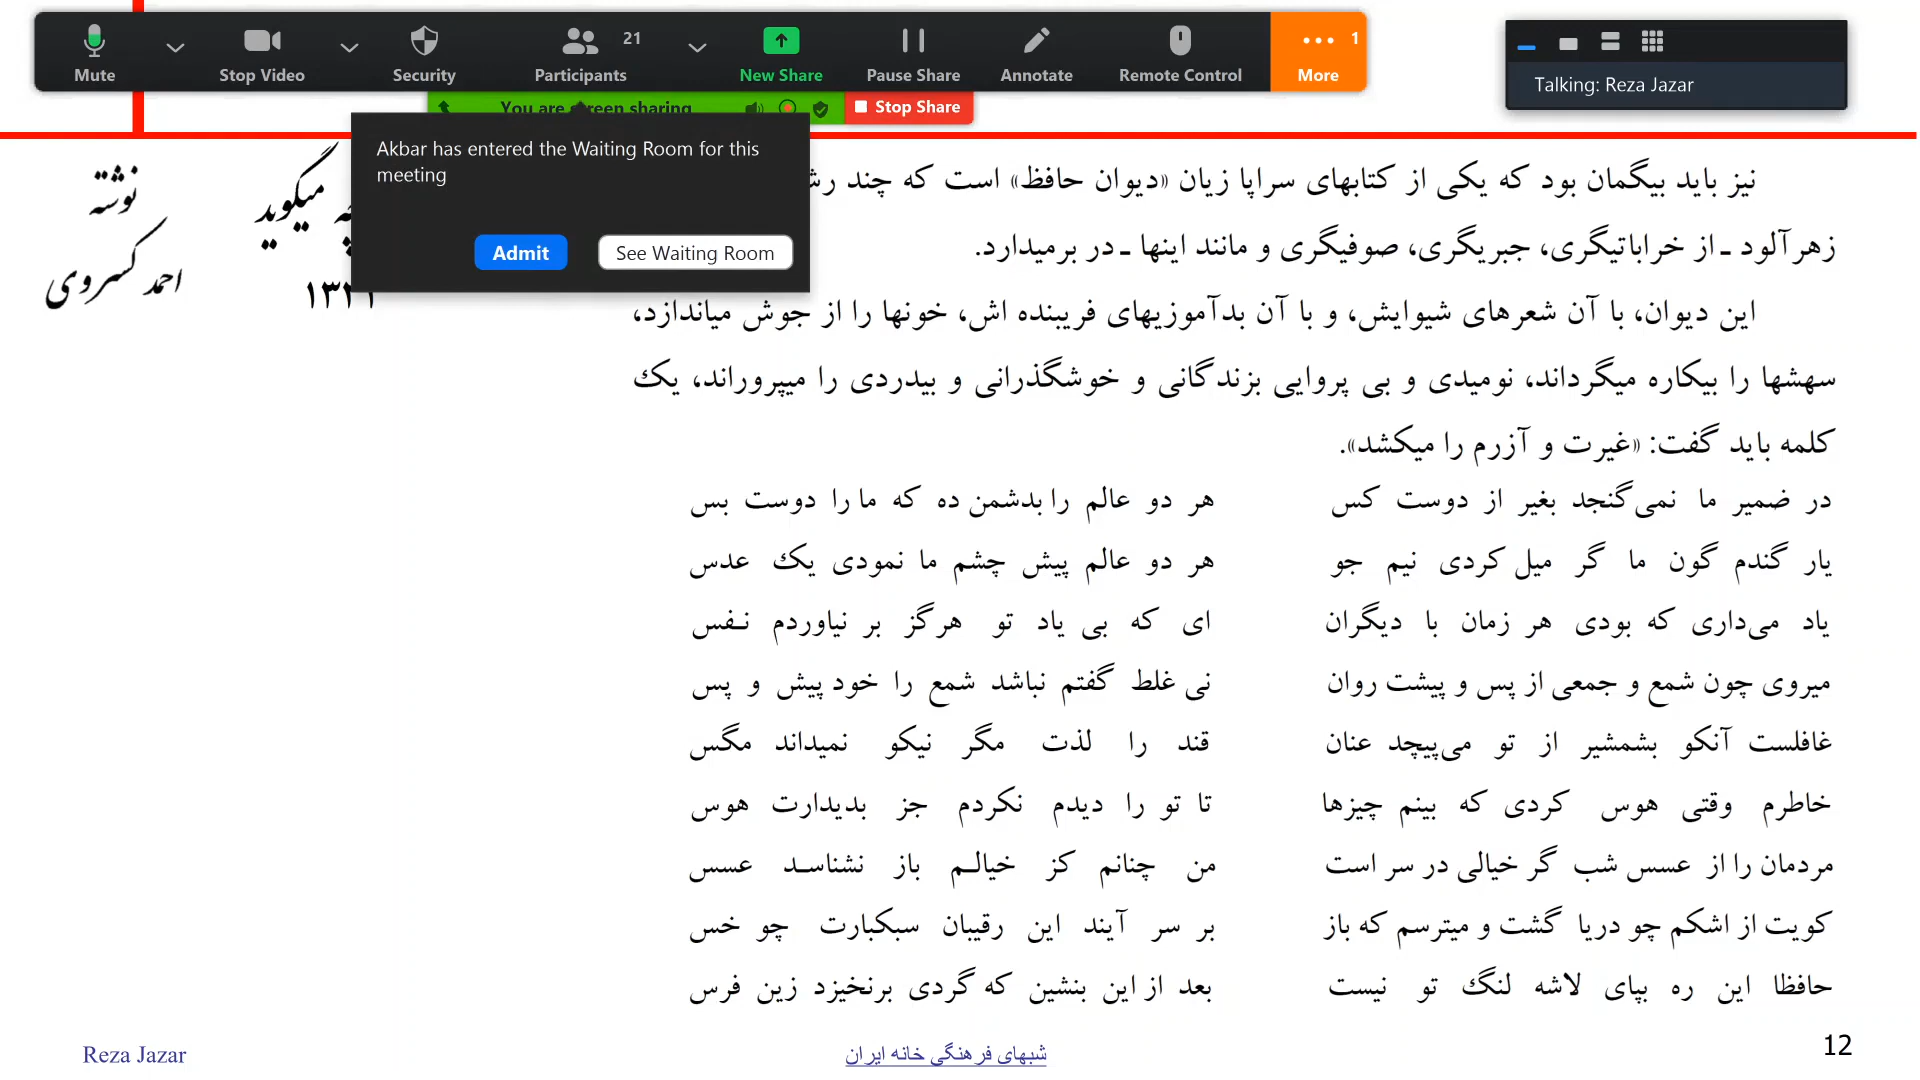 Mute
Stop Video
Security
Participants
21
New Share
Pause Share
Annotate
Remote Control
More
1
Talking: Reza Jazar
You are screen sharing
Stop Share
Akbar has entered the Waiting Room for this
meeting
Admit
See Waiting Room
میگوید
نوشته
احمد کسروی
نیز باید بیگمان بود که یکی از کتابهای سراپا زیان «دیوان حافظ» است که چند
زهرآلود ـ از خراباتیگری، جبریگری، صوفیگری و مانند اینها ـ در برمیدارد.
این دیوان، با آن شعرهای شیوایش، و با آن بدآموزیهای فریبنده اش، خونها را از جوش میاندازد،
سهشها را بیکاره میگرداند، نومیدی و بی پروایی بزندگانی و خوشگذرانی و بیدردی را میپروراند، یک
کلمه باید گفت: «غیرت و آزرم را میکشد».
در ضمیر ما نمی‌گنجد بغیر از دوست کس هر دو عالم را بدشمن ده که ما را دوست بس
یار گندم گون ما گر میل کردی نیم جو هر دو عالم پیش چشم ما نمودی یک عدس
یاد می‌داری که بودی هر زمان با دیگران ای که بی یاد تو هرگز بر نیاوردم نـفس
میروی چون شمع و جمعی از پس و پیشت روان نی غلط گفتم نباشد شمع را خود پیش و پس
غافلست آنکو بشمشیر از تو می‌پیچد عنان قند را لذت مگر نیکو نمیداند مگس
خاطرم وقتی هوس کردی که بینم چیزها تا تو را دیدم نکردم جز بدیدارت هوس
مردمان را از عسس شب گر خیالی در سر است من چنانم کز خیالـم باز نشناسـد عسس
کویت از اشکم چو دریا گشت و میترسم که باز بر سر آیند این رقیبان سبکبارت چو خس
حافظا این ره بپای لاشه لنگ تو نیست بعد از این بنشین که گردی برنخیزد زین فرس
Reza Jazar
شبهای فرهنگی خانه ایران
12